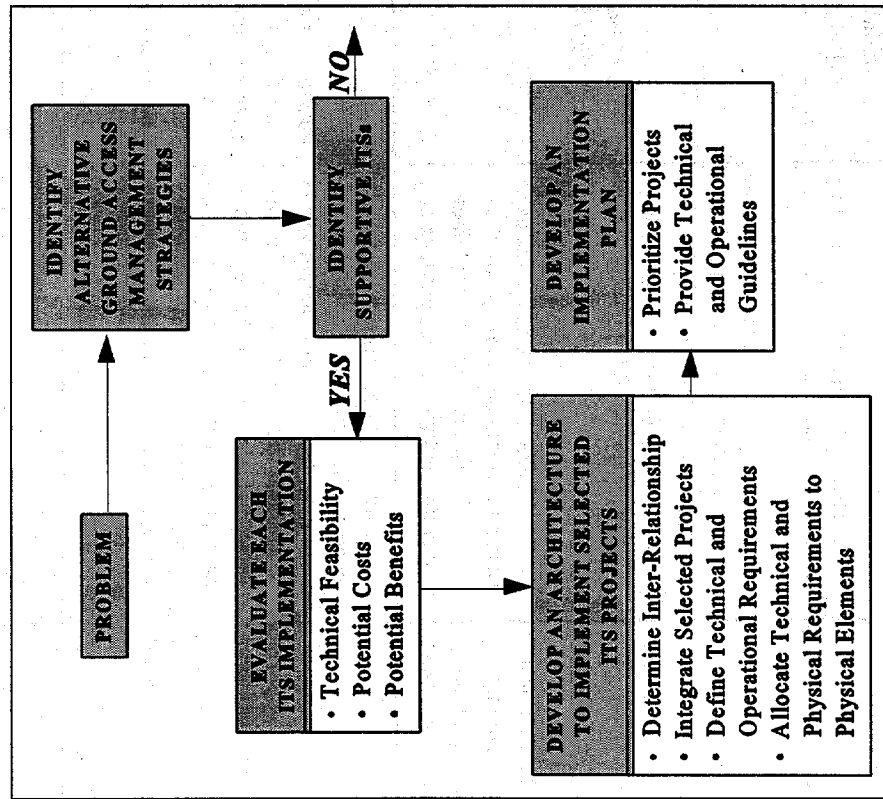 PROBLEM
IDENTIFY
ALTERNATIVE
GROUND ACCESS
MANAGEMENT
STRATEGIES
IDENTIFY
SUPPORTIVE ITSs
NO
YES
EVALUATE EACH
ITS IMPLEMENTATION
• Technical Feasibility
• Potential Costs
• Potential Benefits
DEVELOP AN ARCHITECTURE
TO IMPLEMENT SELECTED
ITS PROJECTS
• Determine Inter-Relationship
• Integrate Selected Projects
• Define Technical and
Operational Requirements
• Allocate Technical and
Physical Requirements to
Physical Elements
DEVELOP AN
IMPLEMENTATION
PLAN
• Prioritize Projects
• Provide Technical
and Operational
Guidelines